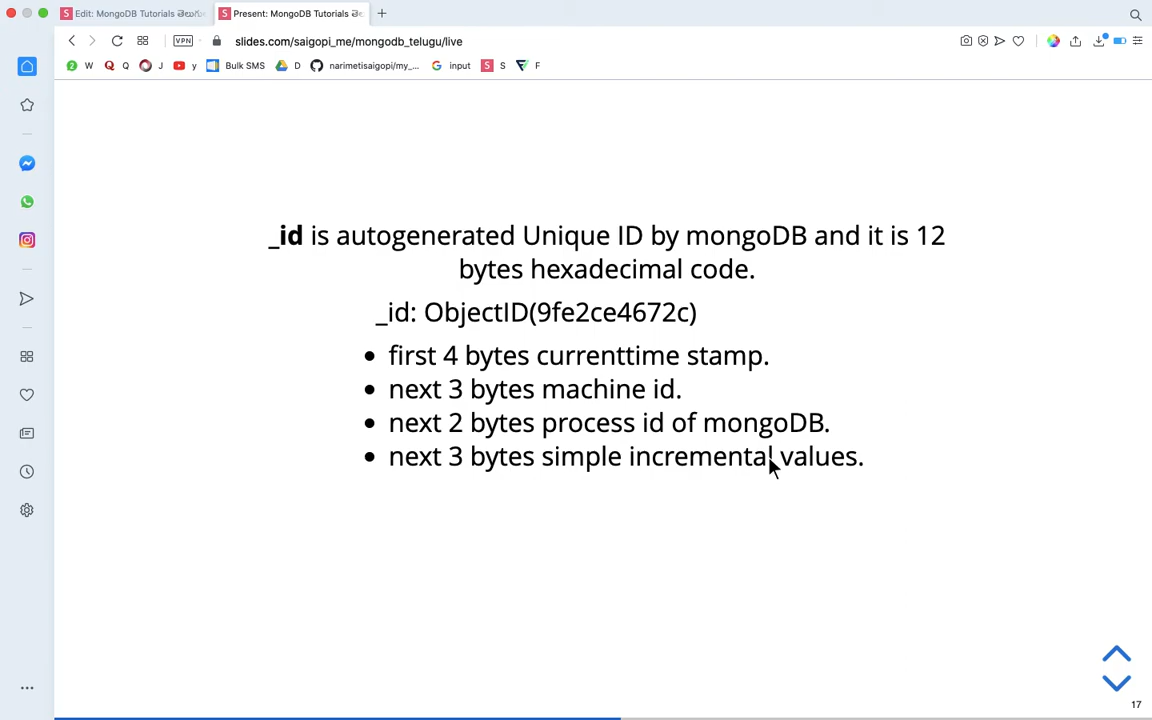 Edit: MongoDB Tutorials
Present: MongoDB Tutorials
VPN
slides.com/saigopi_me/mongodb_telugu/live
W Q J y Bulk SMS D narimetisaigopi/my_... input S F
_id is autogenerated Unique ID by mongoDB and it is 12
bytes hexadecimal code.
_id: ObjectID(9fe2ce4672c)
first 4 bytes currenttime stamp.
next 3 bytes machine id.
next 2 bytes process id of mongoDB.
next 3 bytes simple incremental values.
17